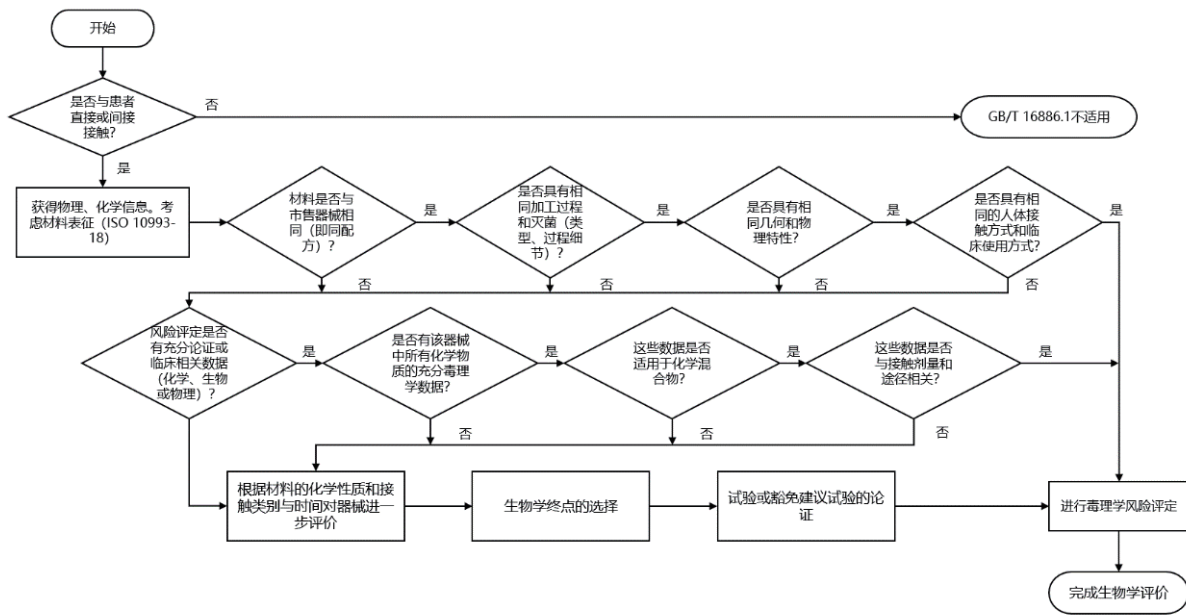 开始
是否与患者
直接或间接
接触？
否
GB/T 16886.1不适用
是
获得物理、化学信息。考
虑材料表征（ISO 10993-
18）
材料是否与
市售器械相
同（即同配
方）？
是
是否具有相
同加工过程
和灭菌（类
型、过程细
节）？
是
是否具有相
同几何和物
理特性？
是
是否具有相
同的人体接
触方式和临
床使用方式？
是
否
否
否
否
风险评定是否
有充分论证或
临床相关数据
（化学、生物
或物理）？
是
是否有该器械
中所有化学物
质的充分毒理
学数据？
是
这些数据是否
适用于化学混
合物？
是
这些数据是否
与接触剂量和
途径相关？
是
否
否
否
根据材料的化学性质和接
触类别与时间对器械进一
步评价
生物学终点的选择
试验或豁免建议试验的论
证
进行毒理学风险评定
完成生物学评价